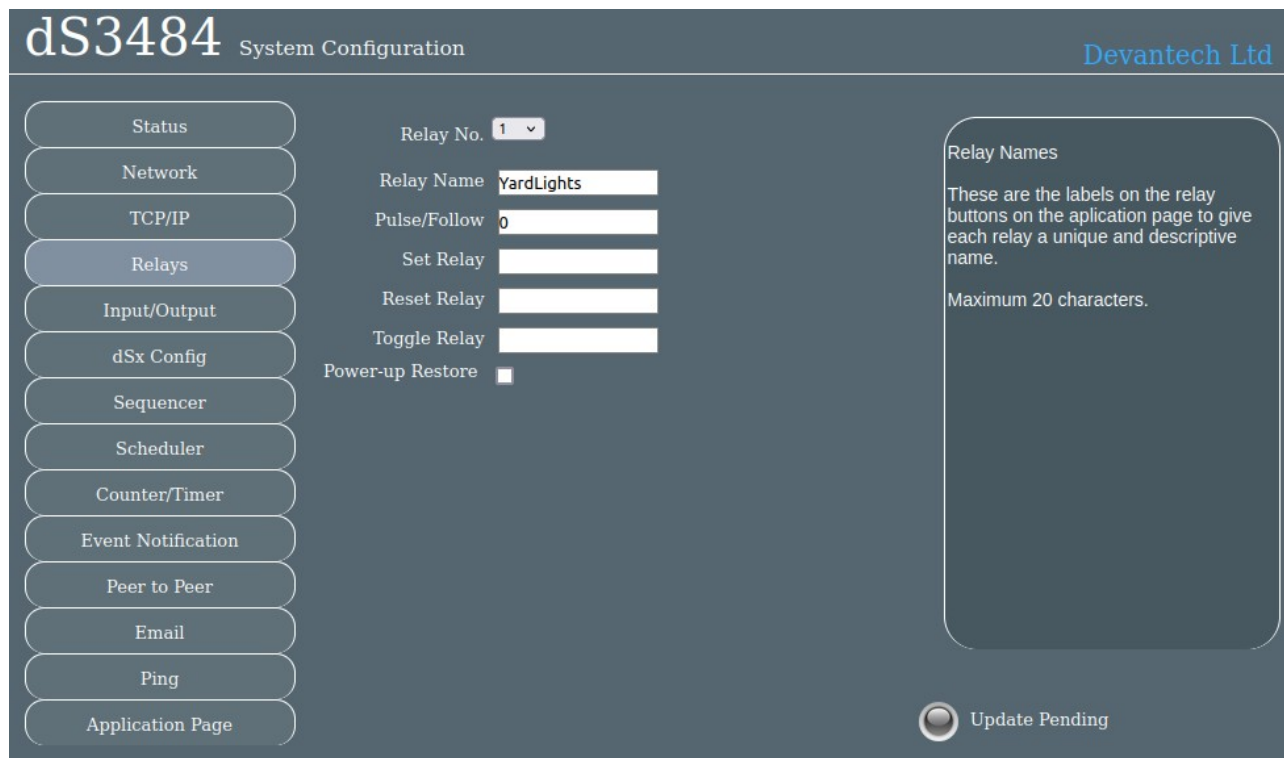 dS3484 System Configuration
Devantech Ltd
Status
Network
TCP/IP
Relays
Input/Output
dSx Config
Sequencer
Scheduler
Counter/Timer
Event Notification
Peer to Peer
Email
Ping
Application Page
Relay No. 1
Relay Name YardLights
Pulse/Follow 0
Set Relay
Reset Relay
Toggle Relay
Power-up Restore
Relay Names
These are the labels on the relay
buttons on the aplication page to give
each relay a unique and descriptive
name.
Maximum 20 characters.
Update Pending